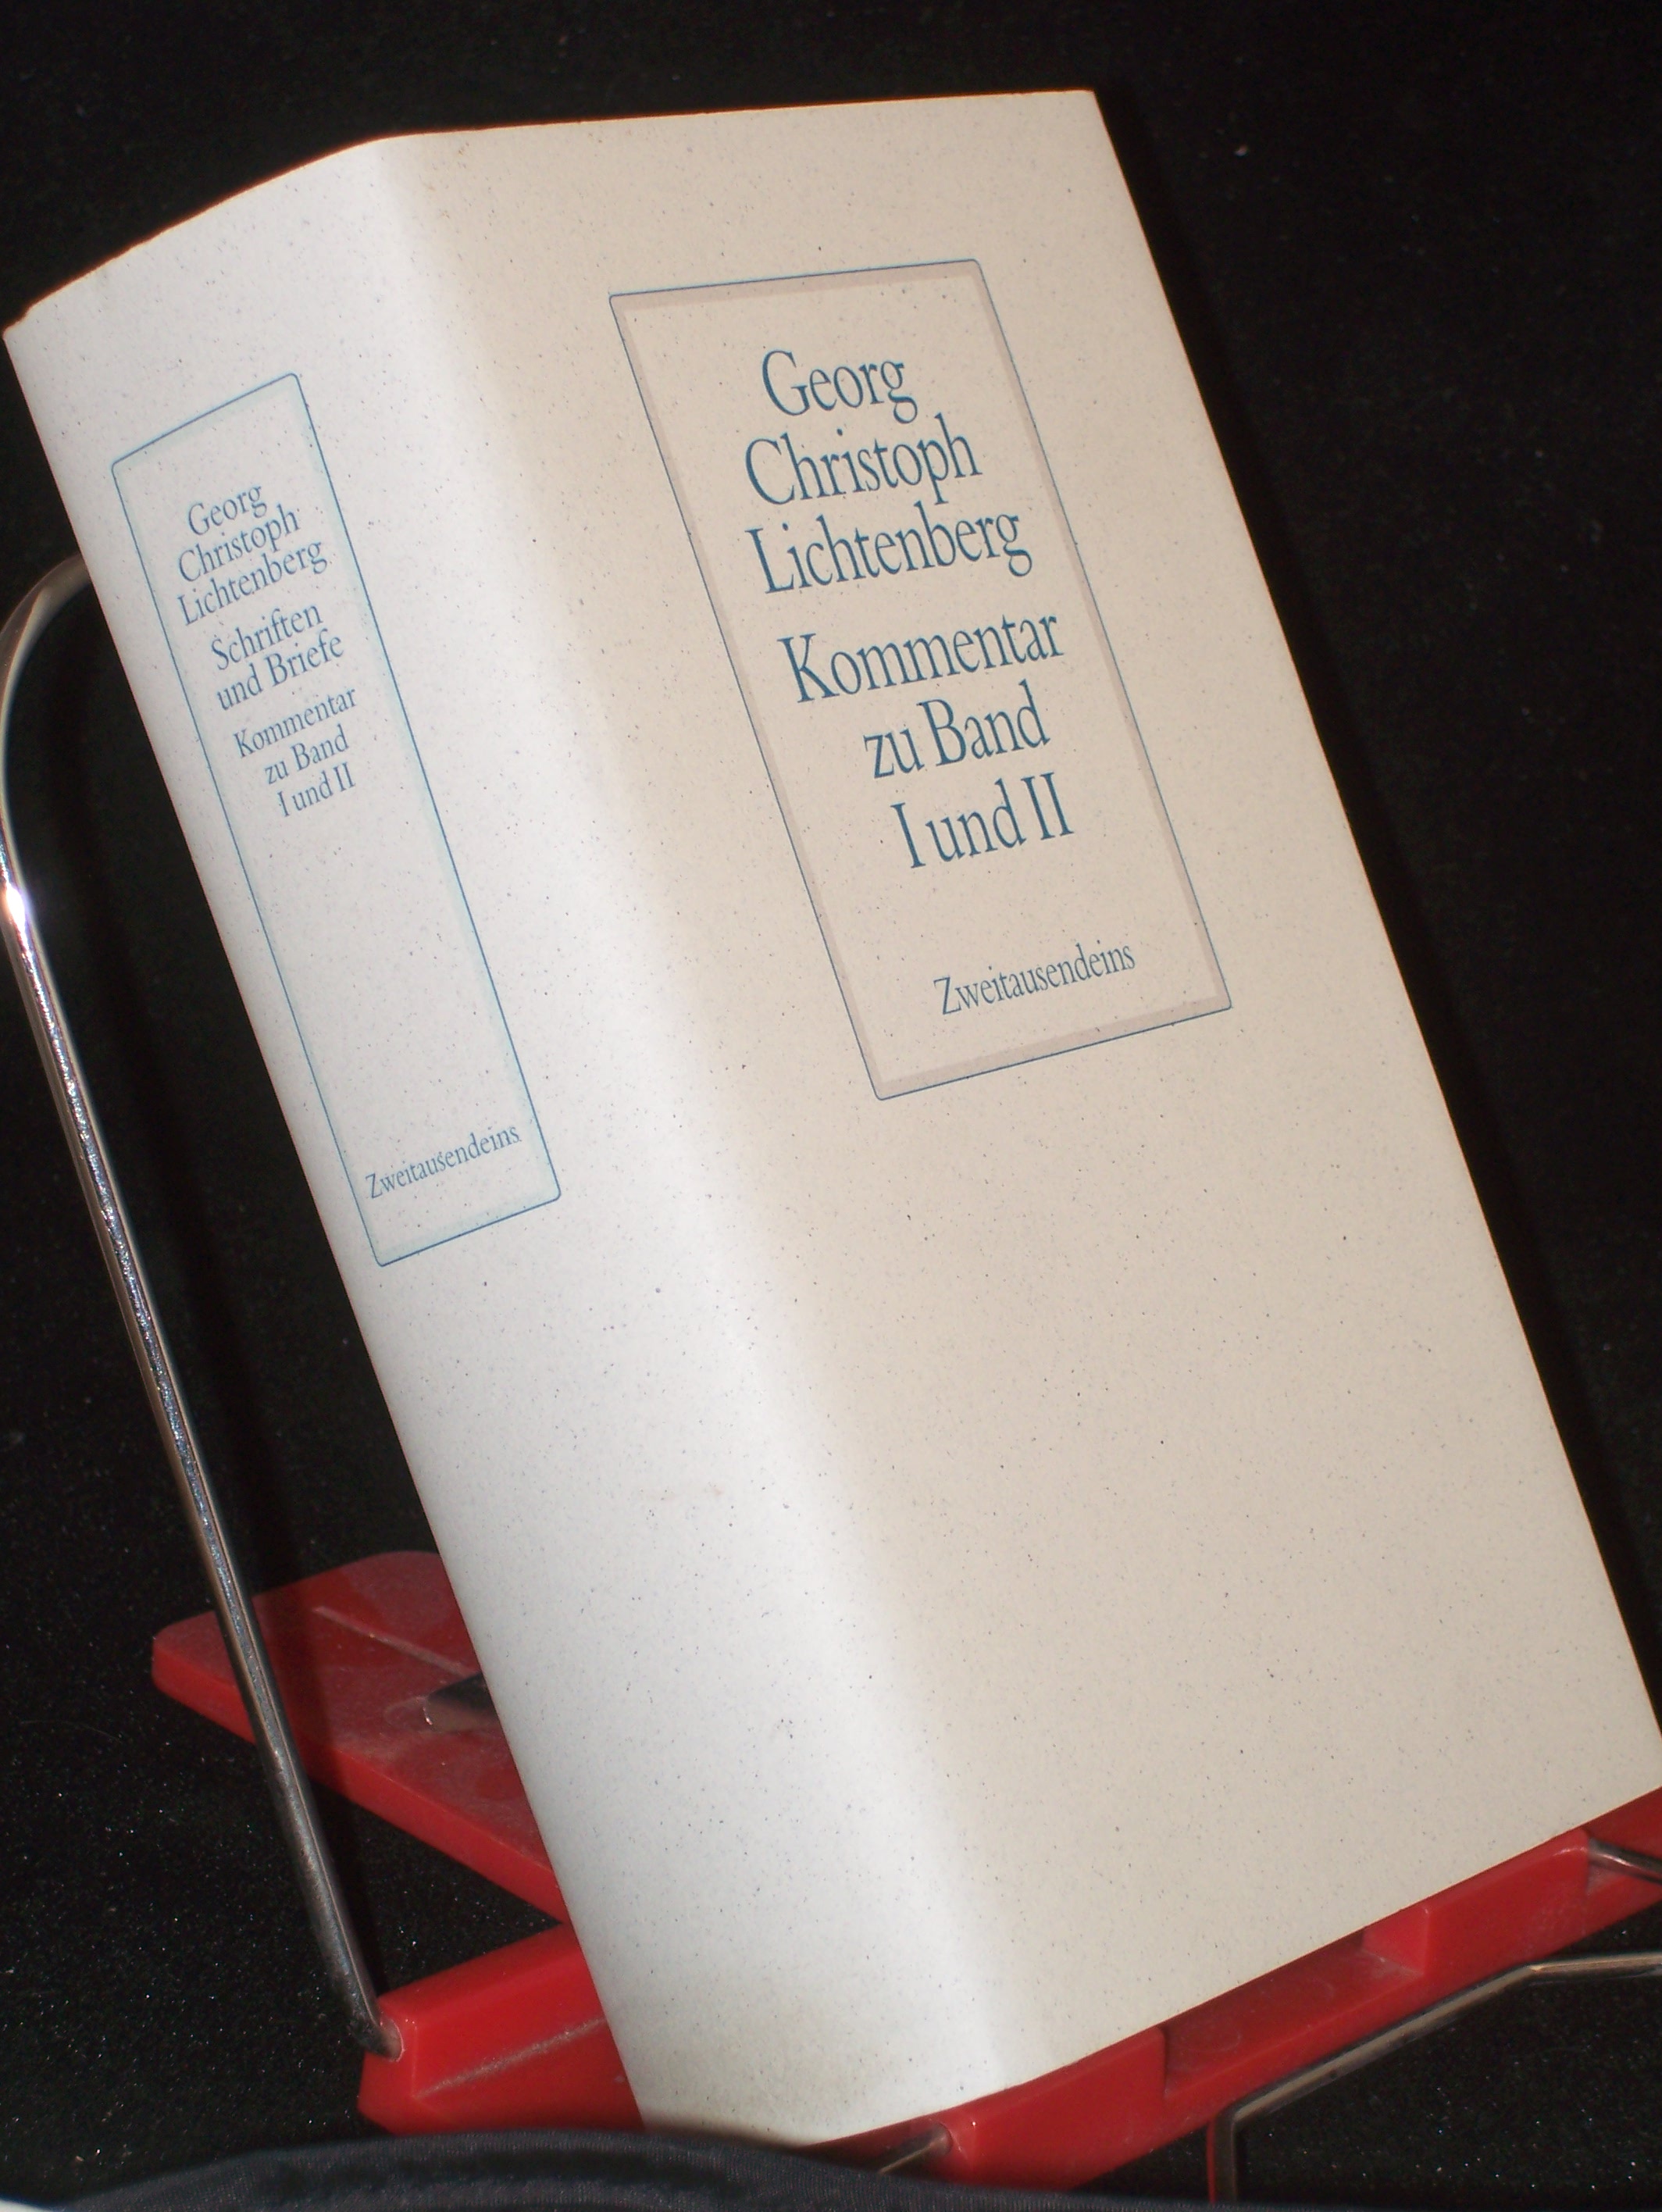 Georg
Christoph
Lichtenberg
Schriften
und Briefe
Kommentar
zu Band
I und II
Zweitausendeins
Georg
Christoph
Lichtenberg
Kommentar
zu Band
I und II
Zweitausendeins